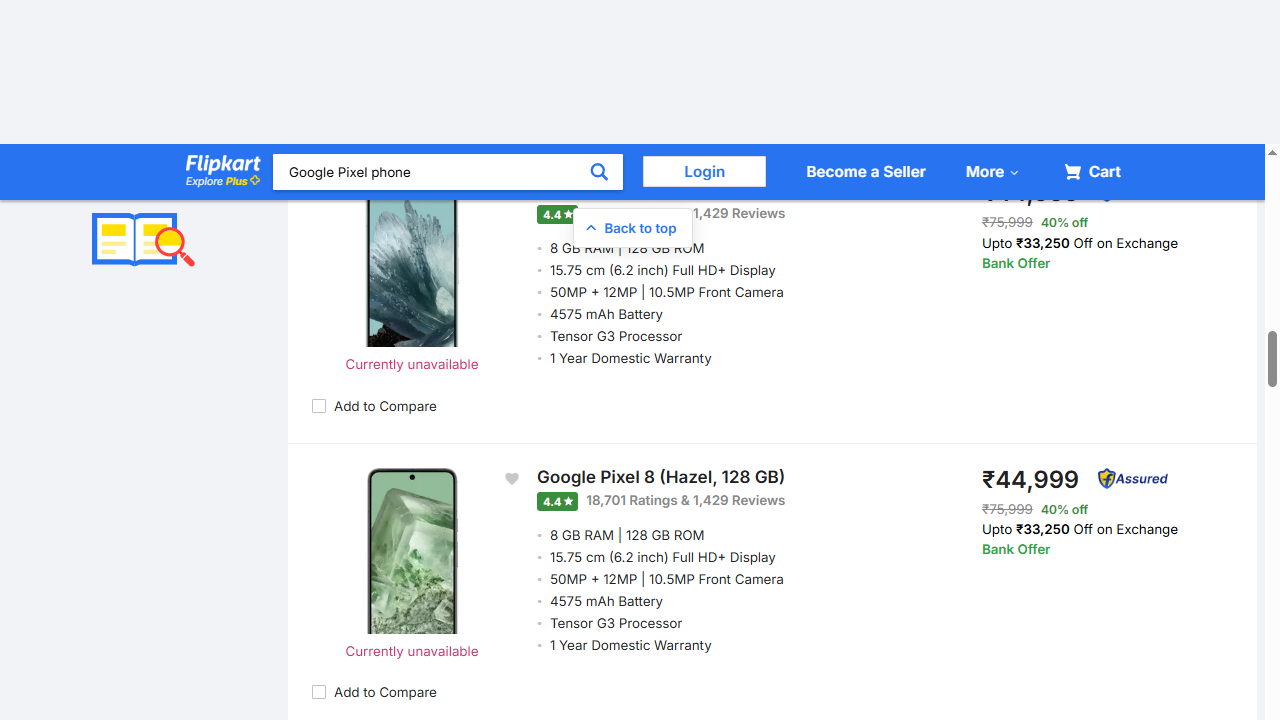 Flipkart
Explore Plus
Google Pixel phone
Login
Become a Seller
More
Cart
4.4★
1,429 Reviews
Back to top
8 GB RAM | 128 GB ROM
15.75 cm (6.2 inch) Full HD+ Display
50MP + 12MP | 10.5MP Front Camera
4575 mAh Battery
Tensor G3 Processor
1 Year Domestic Warranty
₹75,999 40% off
Upto ₹33,250 Off on Exchange
Bank Offer
Currently unavailable
Add to Compare
Google Pixel 8 (Hazel, 128 GB)
4.4★ 18,701 Ratings & 1,429 Reviews
8 GB RAM | 128 GB ROM
15.75 cm (6.2 inch) Full HD+ Display
50MP + 12MP | 10.5MP Front Camera
4575 mAh Battery
Tensor G3 Processor
1 Year Domestic Warranty
₹44,999 Assured
₹75,999 40% off
Upto ₹33,250 Off on Exchange
Bank Offer
Currently unavailable
Add to Compare